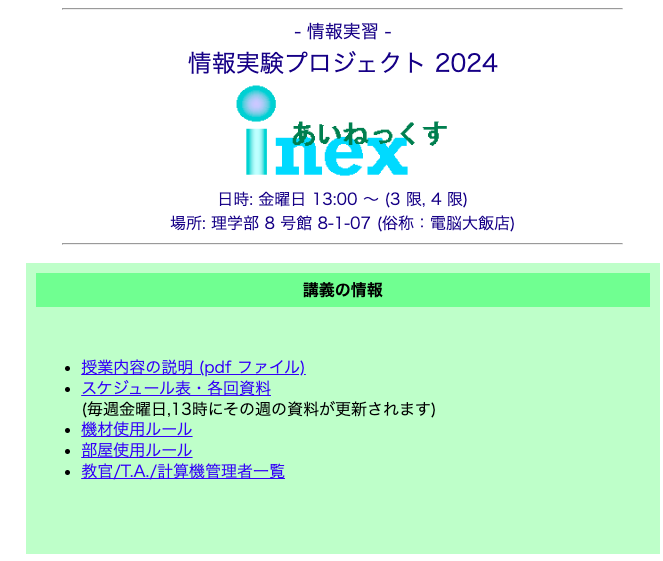 - 情報実習 -
情報実験プロジェクト 2024
あいねっくす
inex
日時: 金曜日 13:00 〜 (3 限, 4 限)
場所: 理学部 8 号館 8-1-07 (俗称：電脳大飯店)
講義の情報
• 授業内容の説明 (pdf ファイル)
• スケジュール表・各回資料
(毎週金曜日,13時にその週の資料が更新されます)
• 機材使用ルール
• 部屋使用ルール
• 教官/T.A./計算機管理者一覧